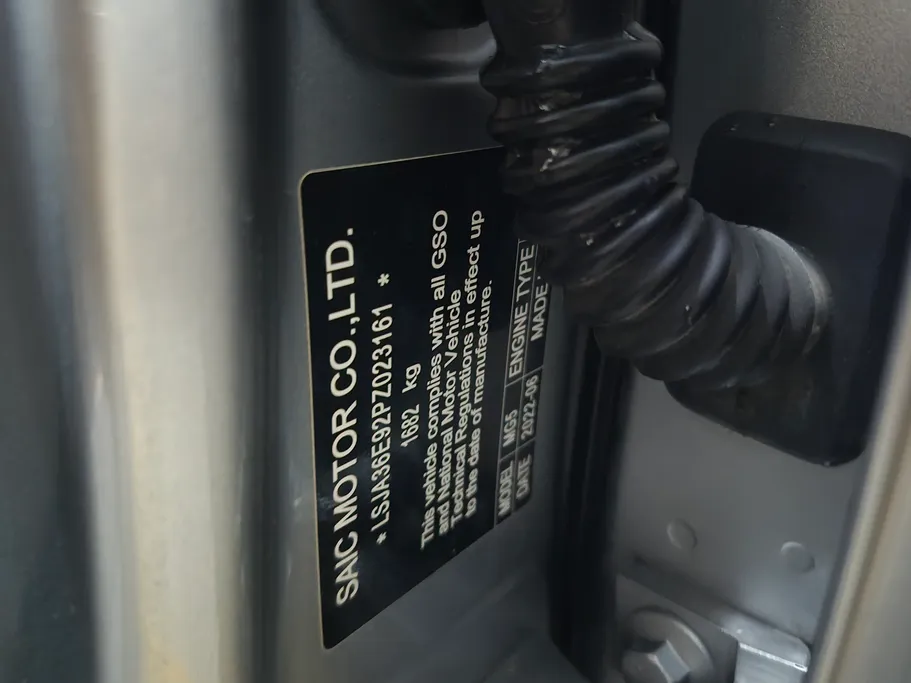 SAIC MOTOR CO.,LTD.
*LSJA36E92PZ023161 *
1682 kg
This vehicle complies with all GSO
and National Motor Vehicle
Technical Regulations in effect up
to the date of manufacture.
MODEL MG5 ENGINE TYPE
DATE 2022-06 MADE